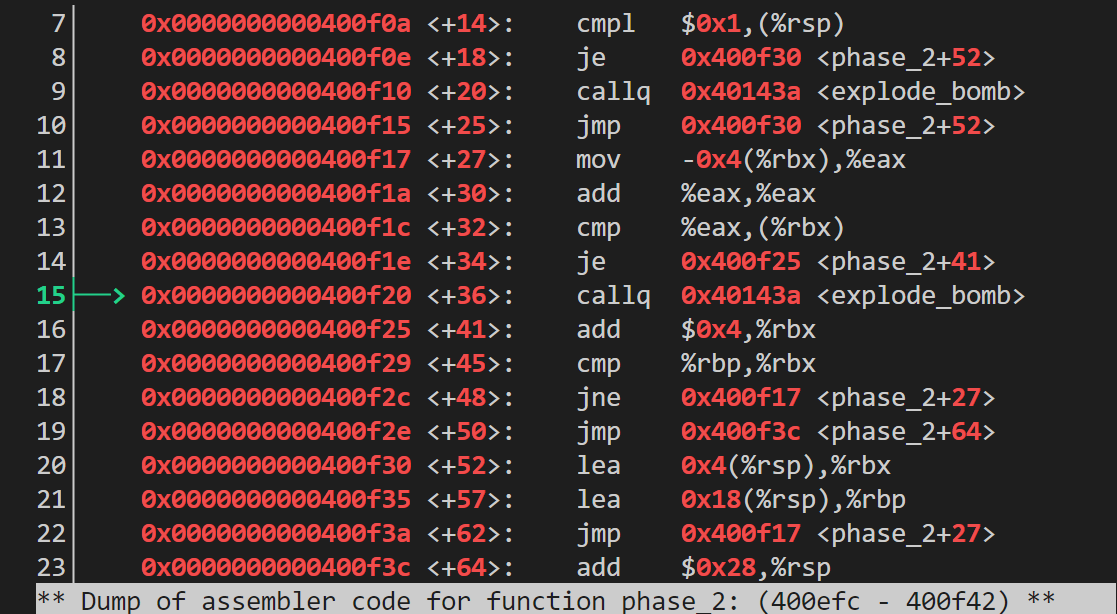 7 0x0000000000400f0a <+14>: cmpl $0x1,(%rsp)
8 0x0000000000400f0e <+18>: je 0x400f30 <phase_2+52>
9 0x0000000000400f10 <+20>: callq 0x40143a <explode_bomb>
10 0x0000000000400f15 <+25>: jmp 0x400f30 <phase_2+52>
11 0x0000000000400f17 <+27>: mov -0x4(%rbx),%eax
12 0x0000000000400f1a <+30>: add %eax,%eax
13 0x0000000000400f1c <+32>: cmp %eax,(%rbx)
14 0x0000000000400f1e <+34>: je 0x400f25 <phase_2+41>
15 0x0000000000400f20 <+36>: callq 0x40143a <explode_bomb>
16 0x0000000000400f25 <+41>: add $0x4,%rbx
17 0x0000000000400f29 <+45>: cmp %rbp,%rbx
18 0x0000000000400f2c <+48>: jne 0x400f17 <phase_2+27>
19 0x0000000000400f2e <+50>: jmp 0x400f3c <phase_2+64>
20 0x0000000000400f30 <+52>: lea 0x4(%rsp),%rbx
21 0x0000000000400f35 <+57>: lea 0x18(%rsp),%rbp
22 0x0000000000400f3a <+62>: jmp 0x400f17 <phase_2+27>
23 0x0000000000400f3c <+64>: add $0x28,%rsp
** Dump of assembler code for function phase_2: (400efc - 400f42) **